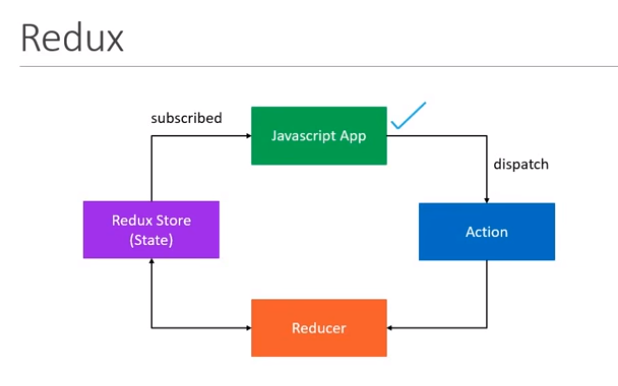 Redux
subscribed
Javascript App
dispatch
Redux Store
(State)
Action
Reducer